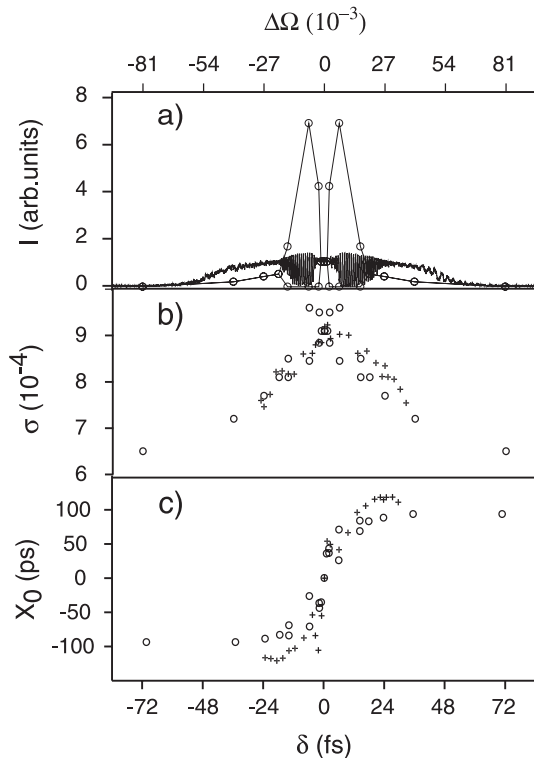 ΔΩ (10⁻³)
-81 -54 -27 0 27 54 81
a)
I (arb.units)
8
6
4
2
0
b)
σ (10⁻⁴)
9
8
7
6
c)
X₀ (ps)
100
50
0
-50
-100
-72 -48 -24 0 24 48 72
δ (fs)